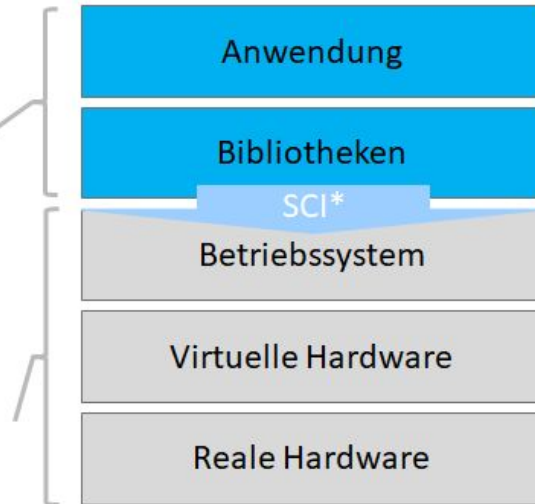 Anwendung
Bibliotheken
SCI*
Betriebssystem
Virtuelle Hardware
Reale Hardware